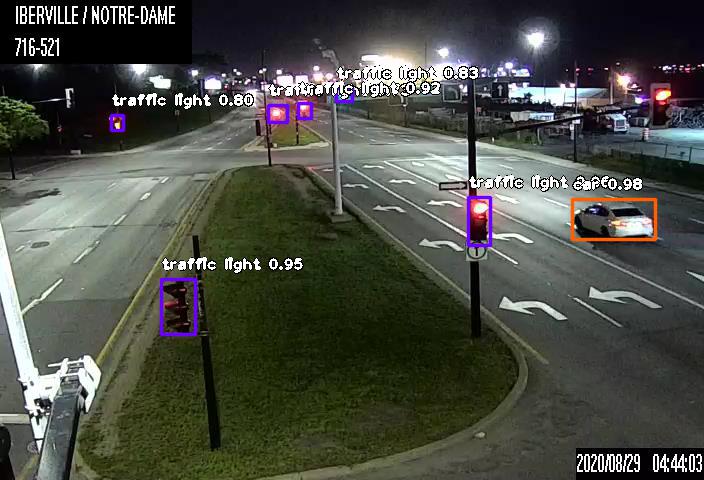 IBERVILLE / NOTRE-DAME
716-521
traffic light 0.83
traffic light 0.92
traffic light 0.80
traffic light
car 0.98
traffic light 0.95
2020/08/29 04:44:03